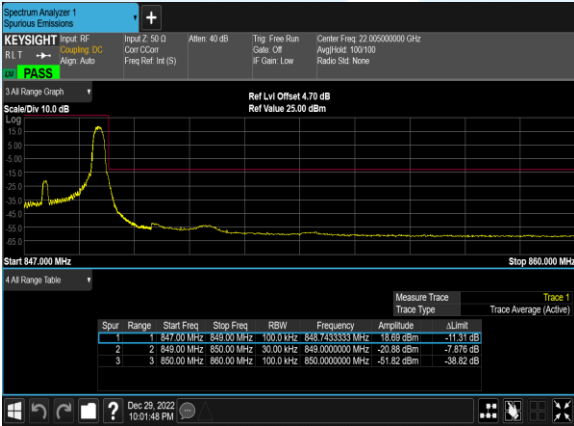 Spectrum Analyzer 1
Spurious Emissions
+
KEYSIGHT Input: RF Input Z: 50 Ω Atten: 40 dB Trig: Free Run Center Freq: 22.005000000 GHz
RLT Coupling: DC Corr CCorr Gate: Off Avg|Hold: 100/100
Align: Auto Freq Ref: Int (S) IF Gain: Low Radio Std: None
LM PASS
3 All Range Graph
Ref Lvl Offset 4.70 dB
Scale/Div 10.0 dB Ref Value 25.00 dBm
Log
15.0
5.00
-5.00
-15.0
-25.0
-35.0
-45.0
-55.0
-65.0
Start 847.000 MHz Stop 860.000 MHz
4 All Range Table
Measure Trace Trace 1
Trace Type Trace Average (Active)
Spur Range Start Freq Stop Freq RBW Frequency Amplitude ΔLimit
1 1 847.00 MHz 849.00 MHz 100.0 kHz 848.7433333 MHz 18.69 dBm -11.31 dB
2 2 849.00 MHz 850.00 MHz 30.00 kHz 849.0000000 MHz -20.88 dBm -7.876 dB
3 3 850.00 MHz 860.00 MHz 100.0 kHz 850.0000000 MHz -51.82 dBm -38.82 dB
? Dec 29, 2022
10:01:48 PM